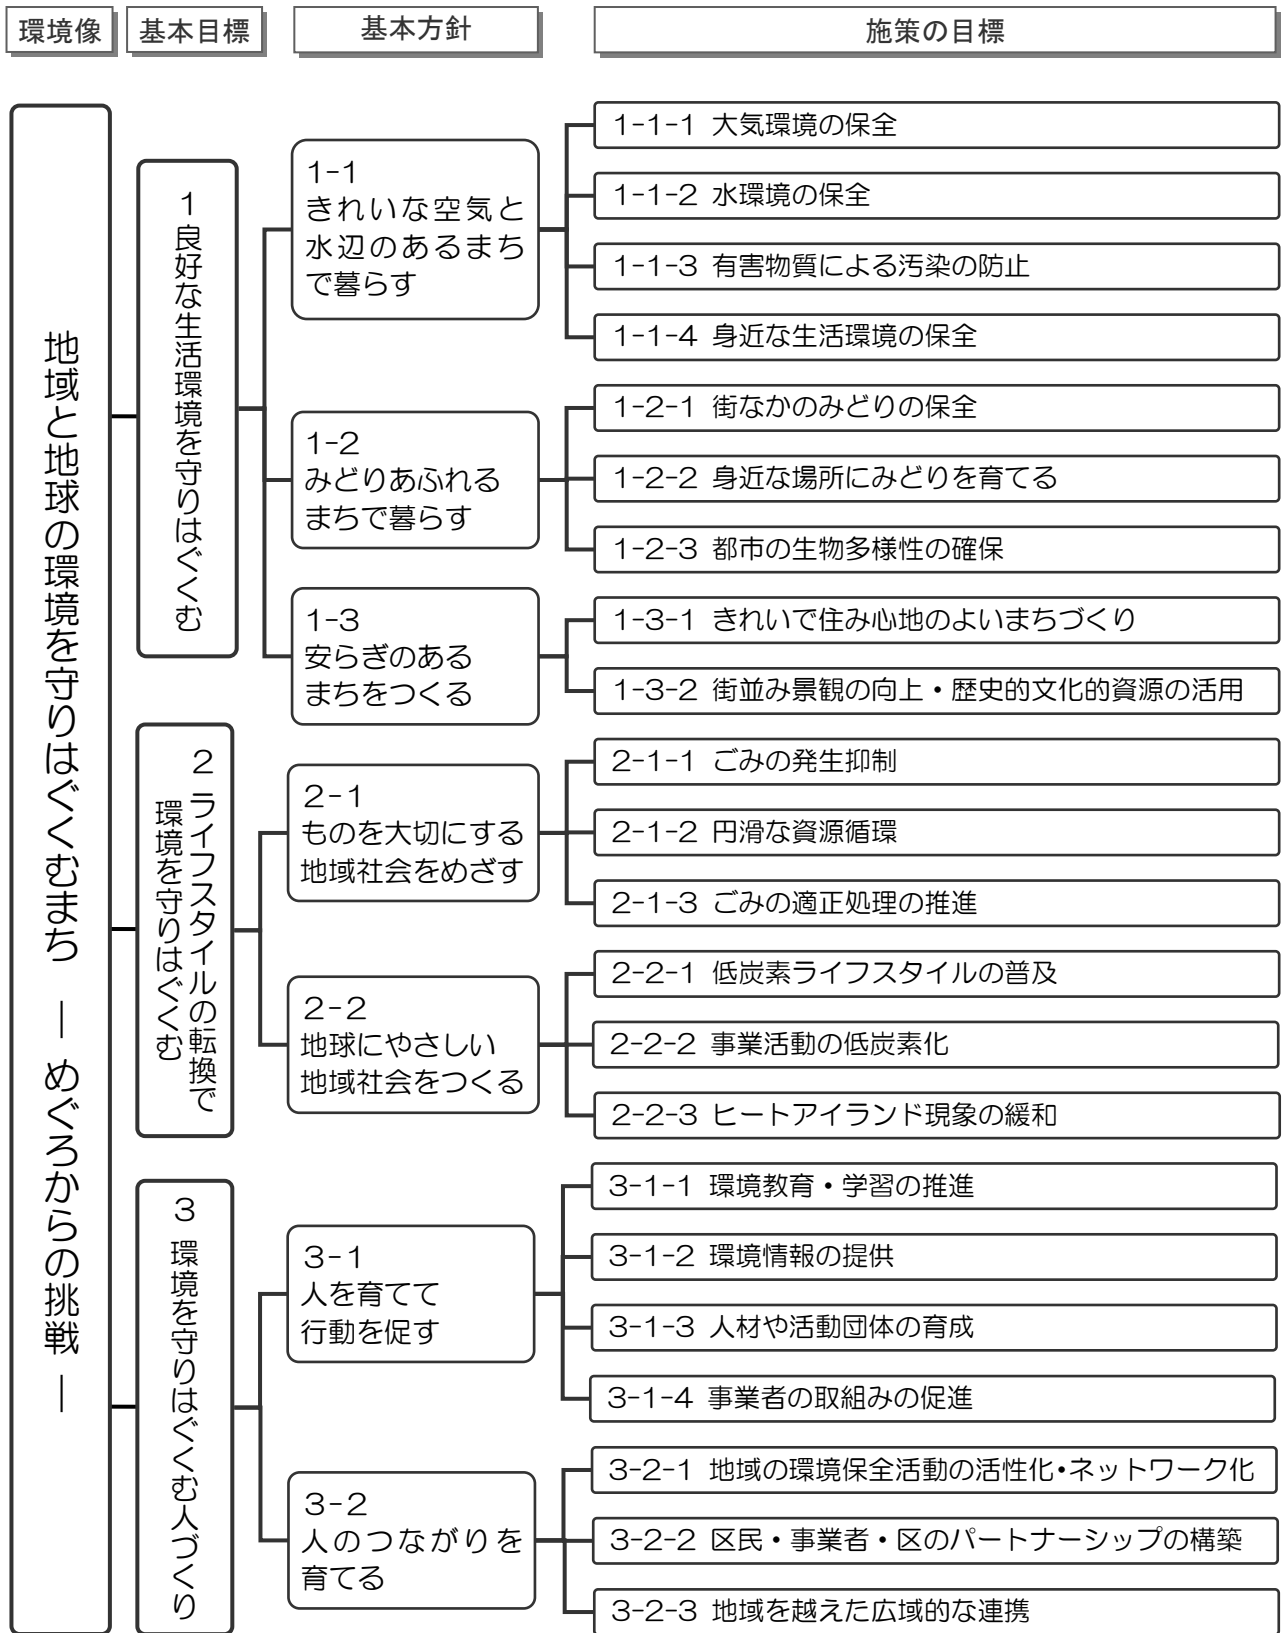 環境像
基本目標
基本方針
施策の目標
地域と地球の環境を守りはぐくむまち ― めぐろからの挑戦 ―
1 良好な生活環境を守りはぐくむ
1-1
きれいな空気と
水辺のあるまち
で暮らす
1-1-1 大気環境の保全
1-1-2 水環境の保全
1-1-3 有害物質による汚染の防止
1-1-4 身近な生活環境の保全
1-2
みどりあふれる
まちで暮らす
1-2-1 街なかのみどりの保全
1-2-2 身近な場所にみどりを育てる
1-2-3 都市の生物多様性の確保
1-3
安らぎのある
まちをつくる
1-3-1 きれいで住み心地のよいまちづくり
1-3-2 街並み景観の向上・歴史的文化的資源の活用
2 ライフスタイルの転換で
環境を守りはぐくむ
2-1
ものを大切にする
地域社会をめざす
2-1-1 ごみの発生抑制
2-1-2 円滑な資源循環
2-1-3 ごみの適正処理の推進
2-2
地球にやさしい
地域社会をつくる
2-2-1 低炭素ライフスタイルの普及
2-2-2 事業活動の低炭素化
2-2-3 ヒートアイランド現象の緩和
3 環境を守りはぐくむ人づくり
3-1
人を育てて
行動を促す
3-1-1 環境教育・学習の推進
3-1-2 環境情報の提供
3-1-3 人材や活動団体の育成
3-1-4 事業者の取組みの促進
3-2
人のつながりを
育てる
3-2-1 地域の環境保全活動の活性化・ネットワーク化
3-2-2 区民・事業者・区のパートナーシップの構築
3-2-3 地域を越えた広域的な連携